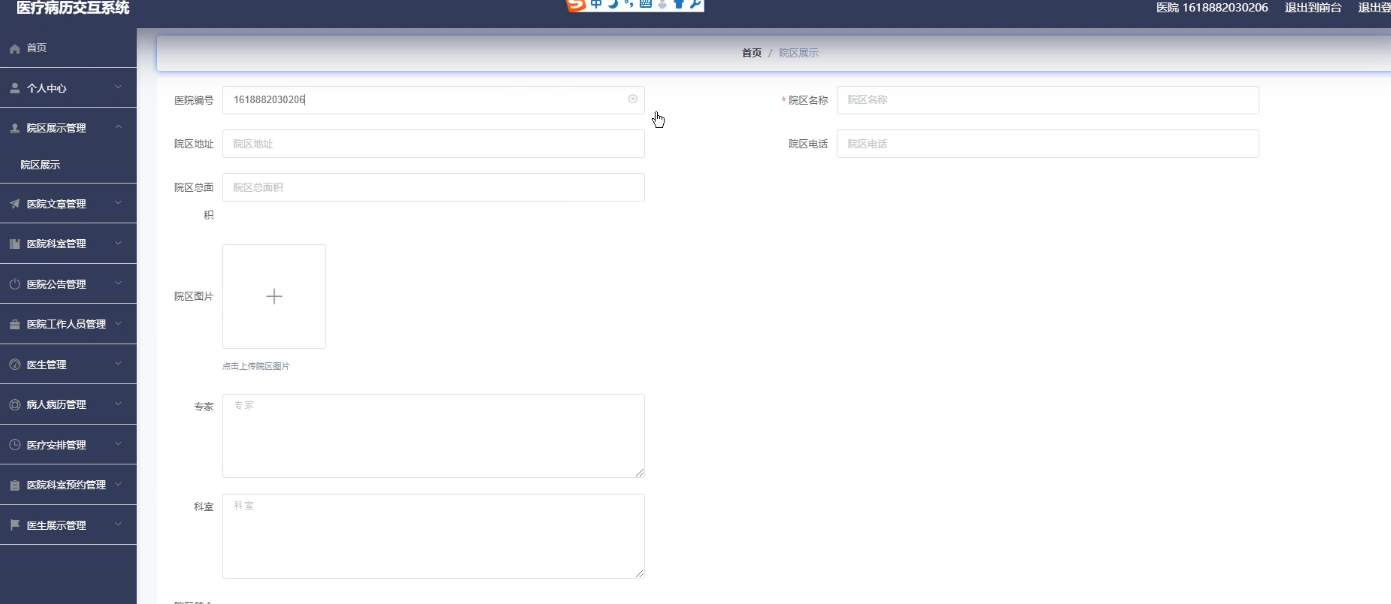 医疗病历交互系统
中
医院 1618882030206 退出到前台 退出登
首页
个人中心
院区展示管理
院区展示
医院文章管理
医院科室管理
医院公告管理
医院工作人员管理
医生管理
病人病历管理
医疗安排管理
医院科室预约管理
医生展示管理
首页 / 院区展示
医院编号 1618882030206
* 院区名称 院区名称
院区地址 院区地址
院区电话 院区电话
院区总面积 院区总面积
院区图片
点击上传院区图片
专家 专家
科室 科室